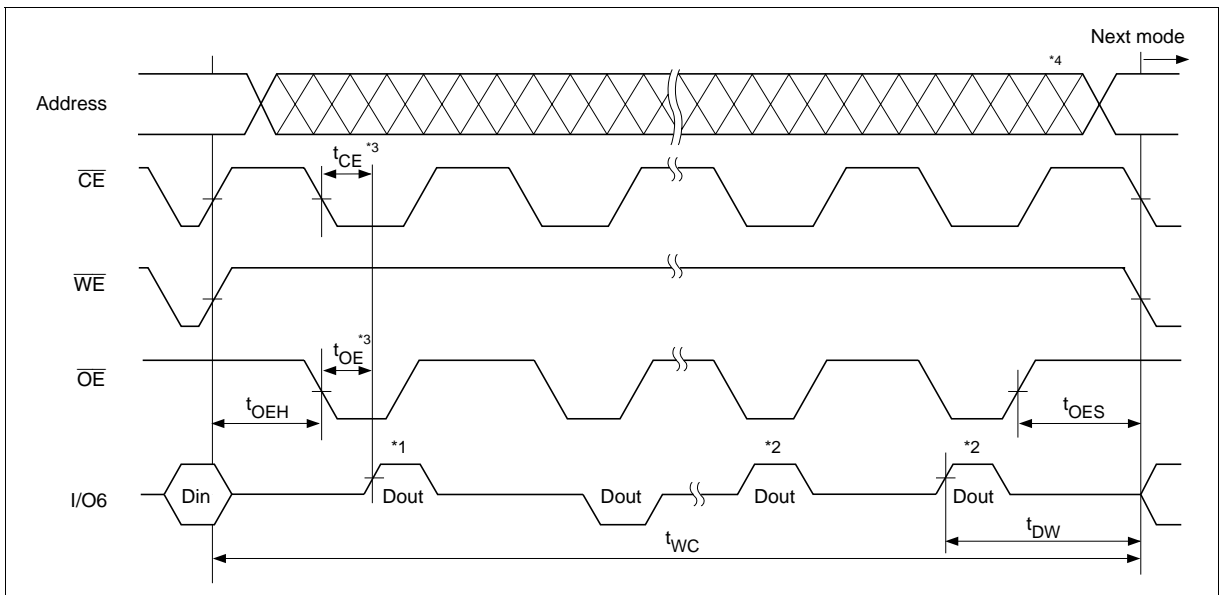 Next mode
*4
Address
CE
tCE *3
WE
OE
tOE *3
tOEH
tOES
*1
*2
*2
I/O6
Din
Dout
Dout
Dout
Dout
tDW
tWC